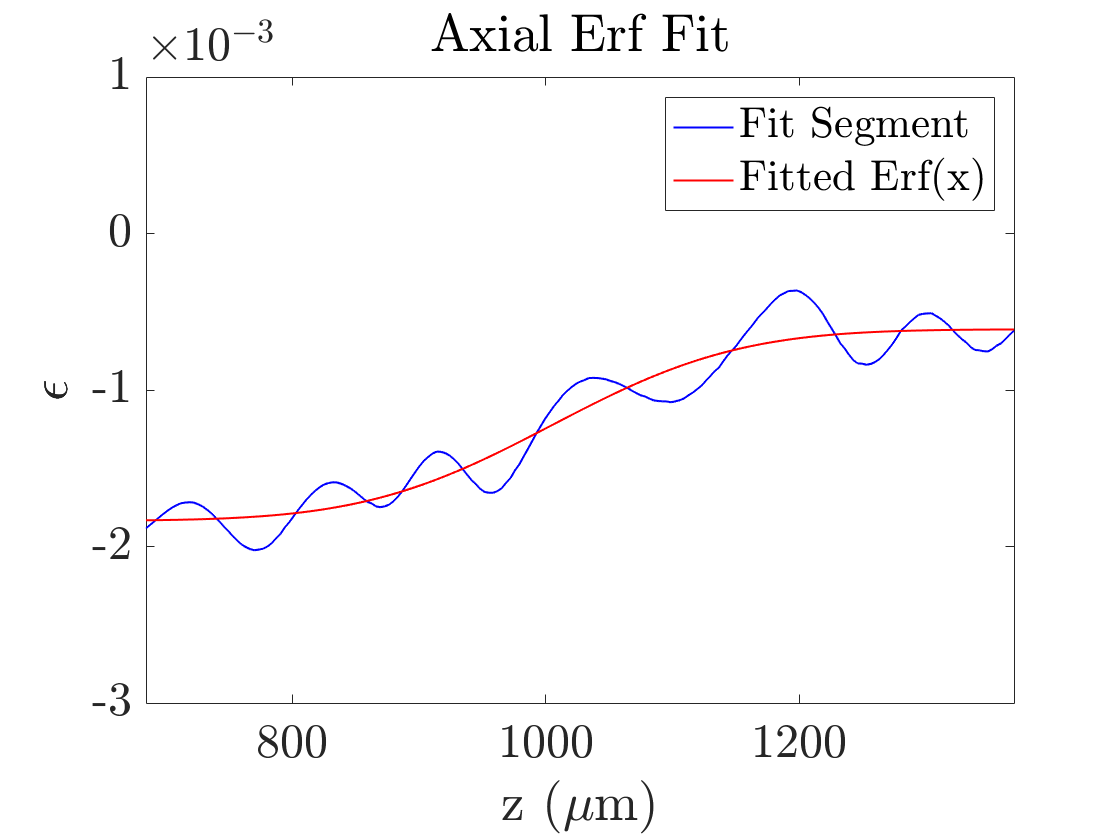 Axial Erf Fit
×10⁻³
1
0
-1
-2
-3
ϵ
800
1000
1200
z (μm)
Fit Segment
Fitted Erf(x)